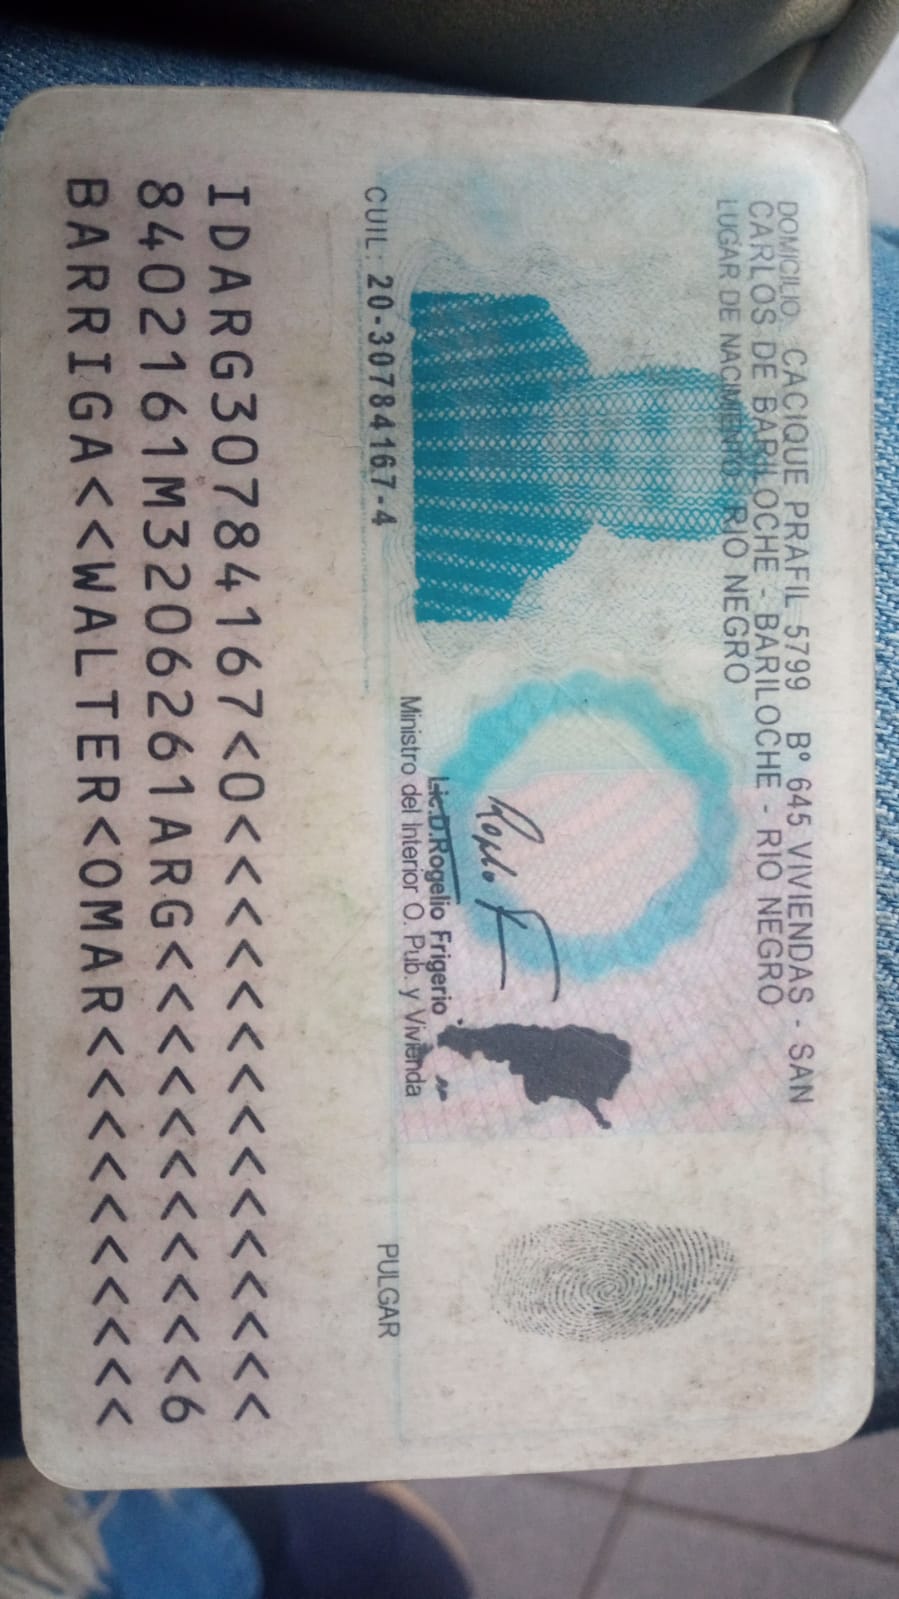 DOMICILIO: CACIQUE PRAFIL 5799 Bº 645 VIVIENDAS - SAN
CARLOS DE BARILOCHE - BARILOCHE - RIO NEGRO
LUGAR DE NACIMIENTO: RIO NEGRO
Lic.D.Rogelio Frigerio
Ministro del Interior O. Pub. y Vivienda
CUIL: 20-30784167-4
PULGAR
IDARG30784167<0<<<<<<<<<<<<<<<
8402161M3206261ARG<<<<<<<<<<<6
BARRIGA<<WALTER<OMAR<<<<<<<<<<